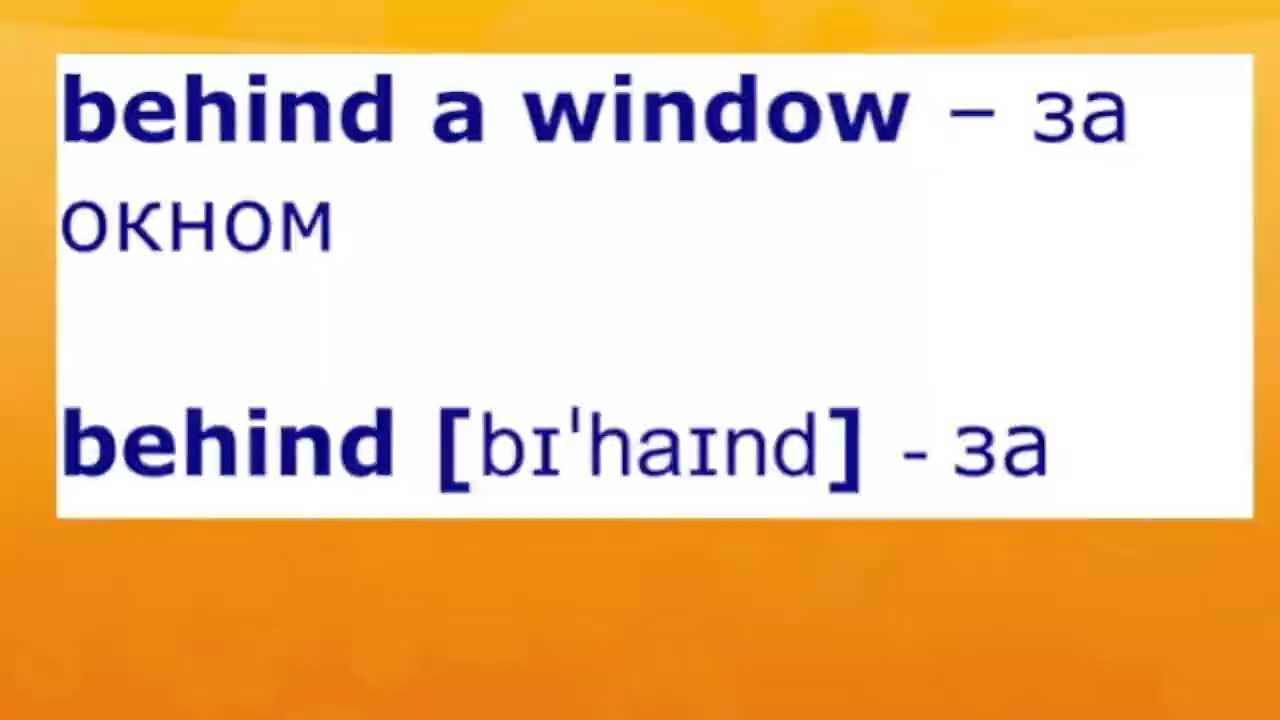 behind a window – за
окном
behind [bɪˈhaɪnd] - за